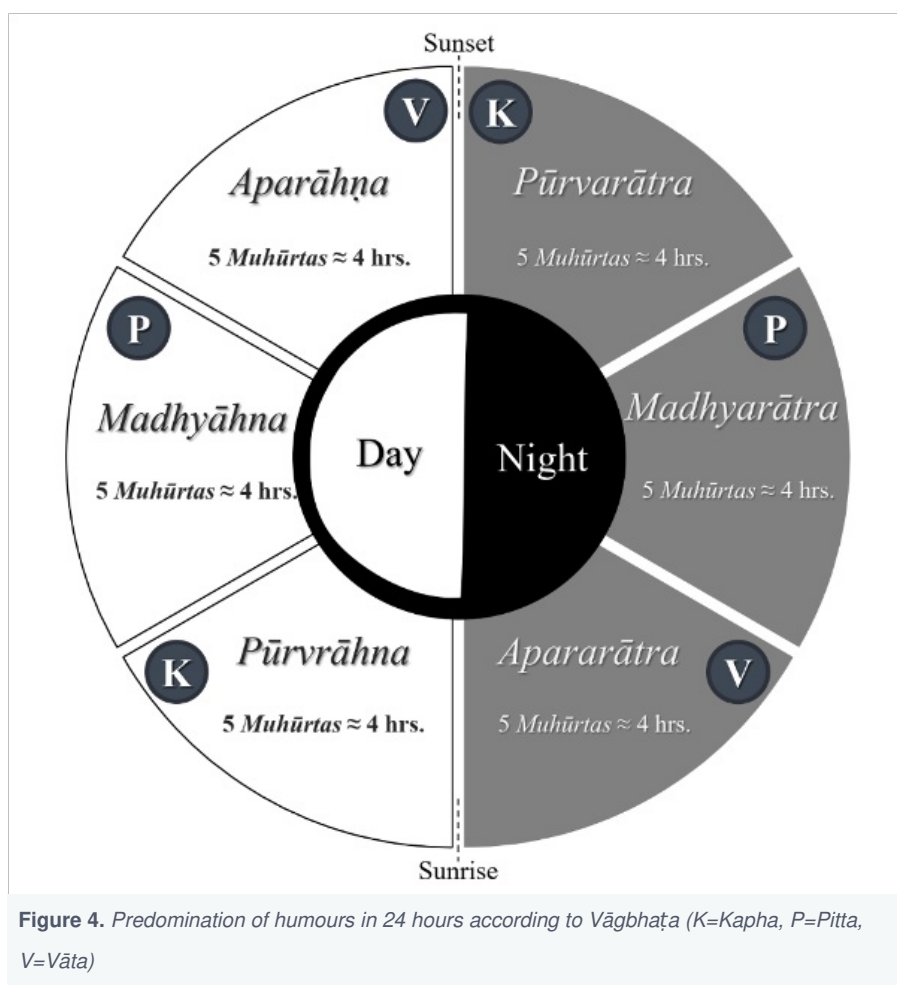 Sunset
V
K
Aparāhṇa
Pūrvarātra
5 Muhūrtas ≈ 4 hrs.
5 Muhūrtas ≈ 4 hrs.
P
P
Madhyāhna
Madhyarātra
5 Muhūrtas ≈ 4 hrs.
5 Muhūrtas ≈ 4 hrs.
Day
Night
K
Pūrvrāhna
Apararātra
V
5 Muhūrtas ≈ 4 hrs.
5 Muhūrtas ≈ 4 hrs.
Sunrise
Figure 4. Predomination of humours in 24 hours according to Vāgbhaṭa (K=Kapha, P=Pitta,
V=Vāta)